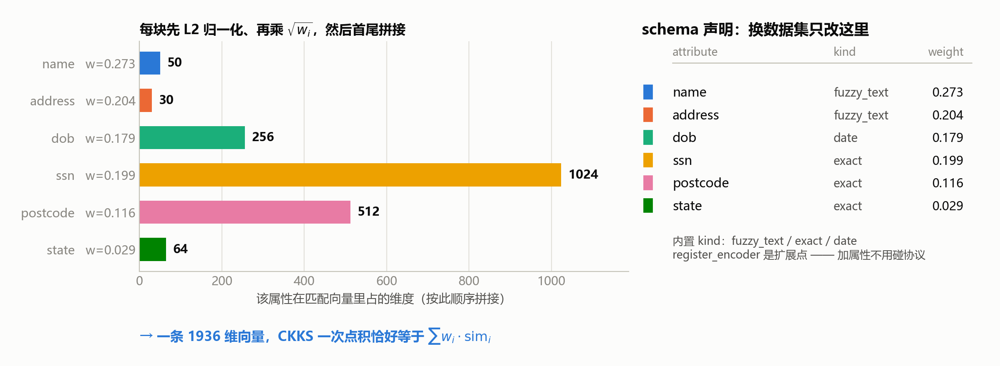 每块先 L2 归一化、再乘 √w_i，然后首尾拼接
name w=0.273 50
address w=0.204 30
dob w=0.179 256
ssn w=0.199 1024
postcode w=0.116 512
state w=0.029 64
0 200 400 600 800 1000
该属性在匹配向量里占的维度（按此顺序拼接）
→ 一条 1936 维向量，CKKS 一次点积恰好等于 ∑w_i · sim_i
schema 声明：换数据集只改这里
attribute kind weight
name fuzzy_text 0.273
address fuzzy_text 0.204
dob date 0.179
ssn exact 0.199
postcode exact 0.116
state exact 0.029
内置 kind：fuzzy_text / exact / date
register_encoder 是扩展点 —— 加属性不用碰协议